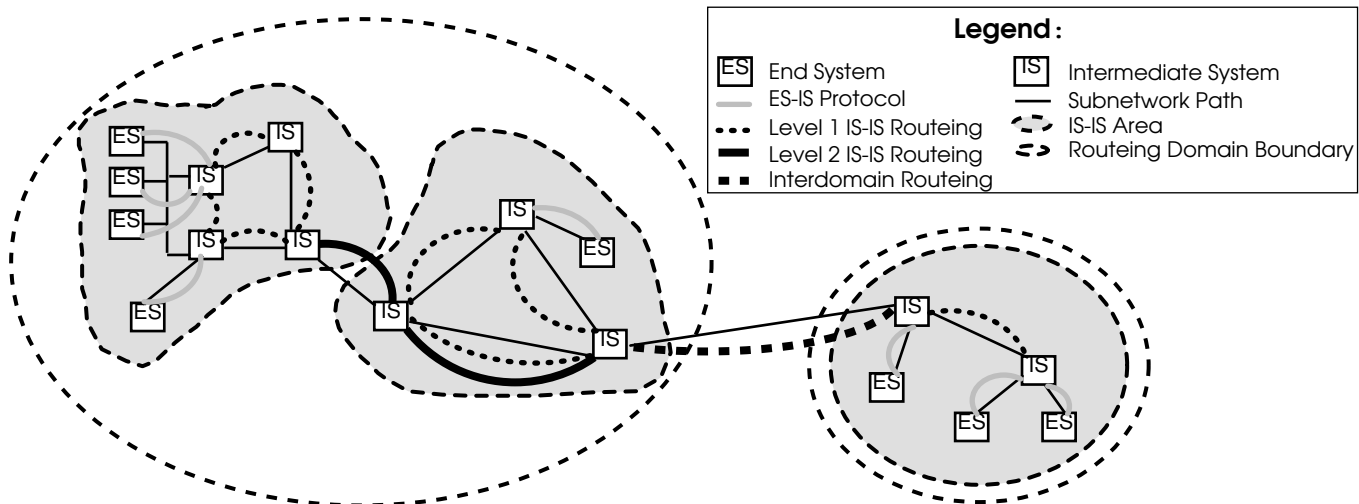 Legend:
ES End System
IS Intermediate System
ES-IS Protocol
Subnetwork Path
Level 1 IS-IS Routeing
IS-IS Area
Level 2 IS-IS Routeing
Routeing Domain Boundary
Interdomain Routeing
ES
IS
ES
IS
ES
IS
IS
ES
IS
ES
IS
IS
IS
ES
IS
ES
ES
ES